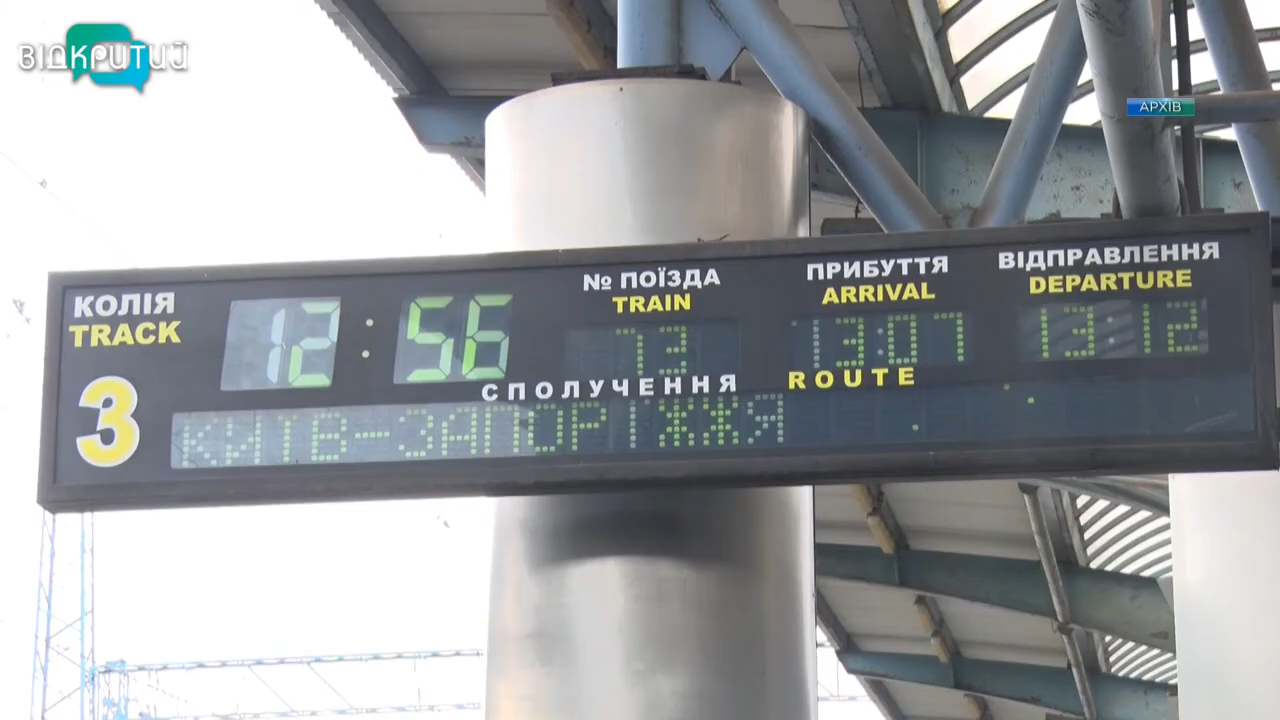 ВІДКРИТИЙ
АРХІВ
КОЛІЯ
TRACK
3
12:56
№ ПОЇЗДА
TRAIN
73
ПРИБУТТЯ
ARRIVAL
13:07
ВІДПРАВЛЕННЯ
DEPARTURE
13:12
СПОЛУЧЕННЯ ROUTE
КИЇВ-ЗАПОРІЖЖЯ